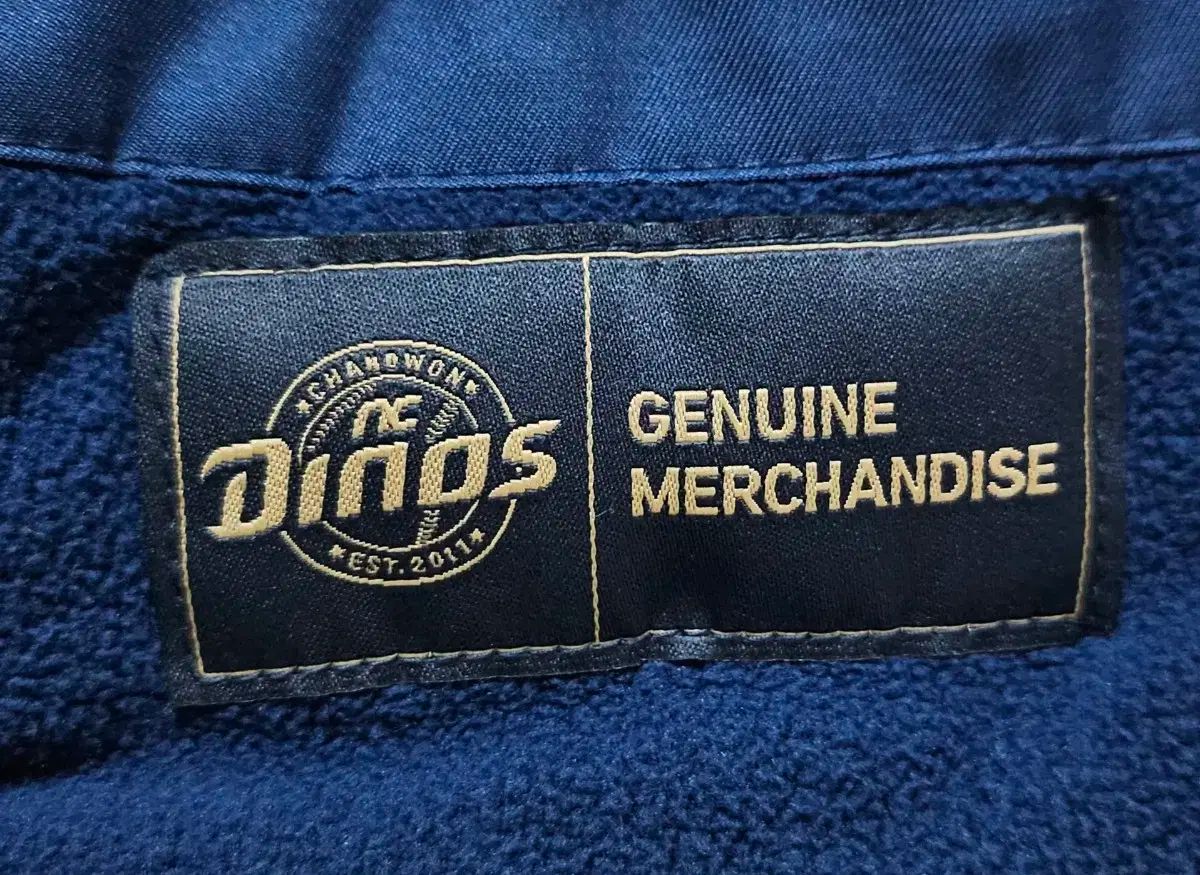 CHANGWON
NC
DINOS
EST.2011
GENUINE
MERCHANDISE